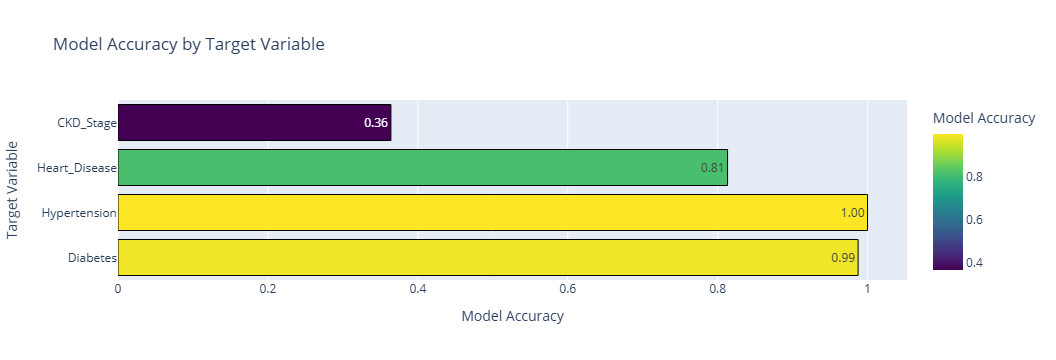 Model Accuracy by Target Variable
Target Variable
CKD_Stage
0.36
Heart_Disease
0.81
Hypertension
1.00
Diabetes
0.99
0 0.2 0.4 0.6 0.8 1
Model Accuracy
Model Accuracy
0.8
0.6
0.4